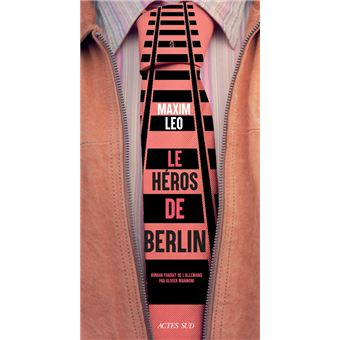 MAXIM
LEO
LE
HÉROS
DE
BERLIN
ROMAN TRADUIT DE L'ALLEMAND
PAR OLIVIER MANNONI
ACTES SUD